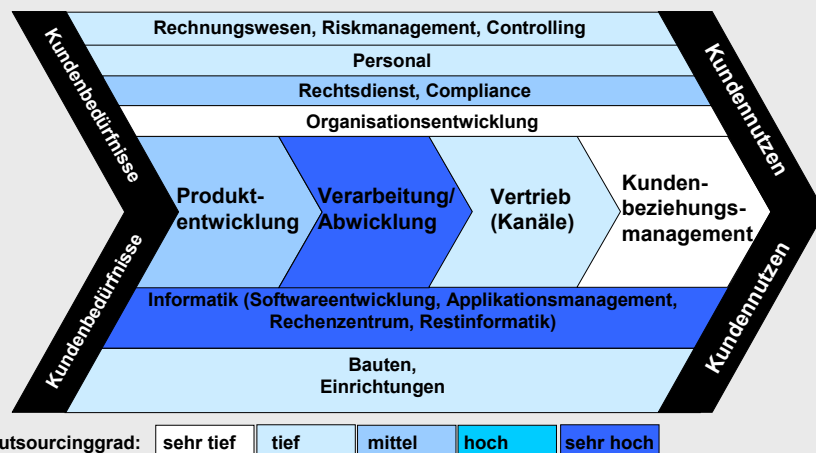 Rechnungswesen, Riskmanagement, Controlling
Personal
Rechtsdienst, Compliance
Organisationsentwicklung
Kundenbedürfnisse
Kundennutzen
Produkt-
entwicklung
Verarbeitung/
Abwicklung
Vertrieb
(Kanäle)
Kunden-
beziehungs-
management
Kundenbedürfnisse
Kundennutzen
Informatik (Softwareentwicklung, Applikationsmanagement,
Rechenzentrum, Restinformatik)
Bauten,
Einrichtungen
utsourcinggrad: sehr tief tief mittel hoch sehr hoch